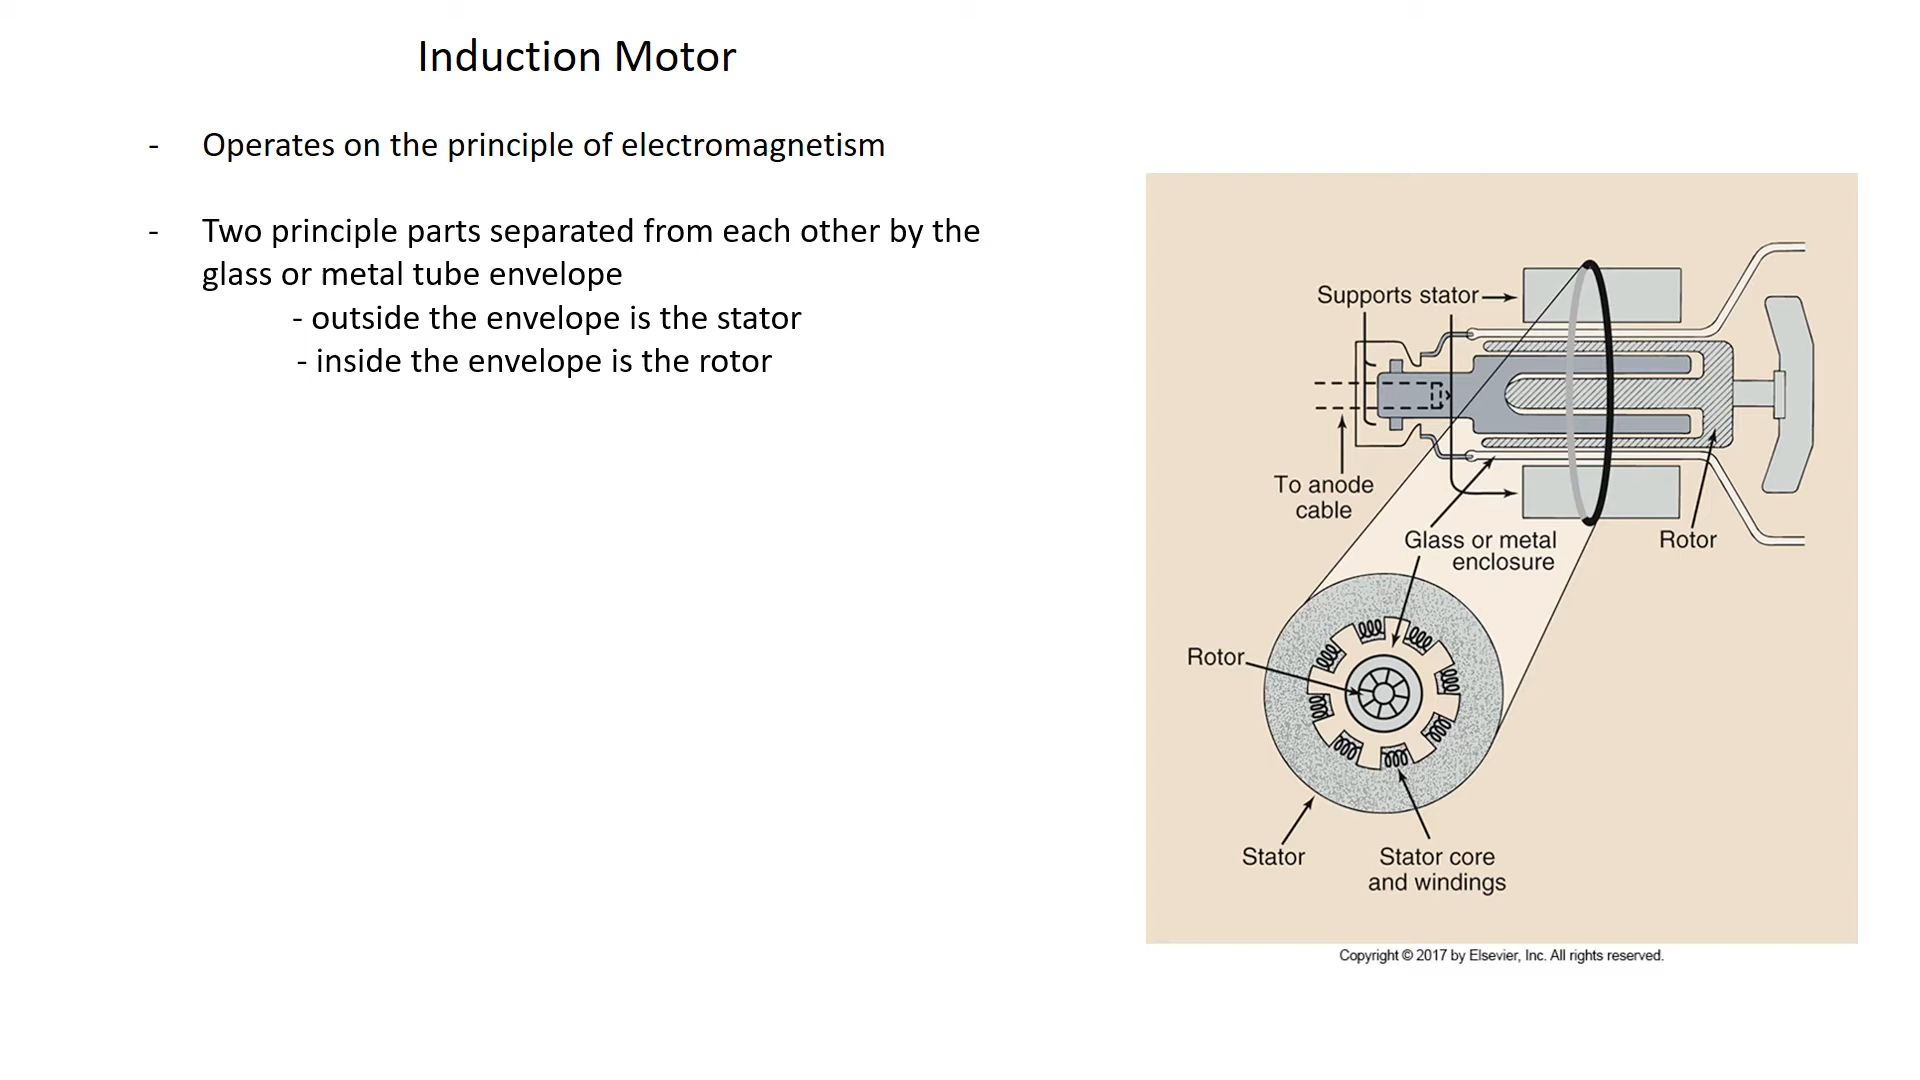 Induction Motor
- Operates on the principle of electromagnetism
- Two principle parts separated from each other by the
glass or metal tube envelope
- outside the envelope is the stator
- inside the envelope is the rotor
Supports stator
To anode
cable
Glass or metal
enclosure
Rotor
Rotor
Stator
Stator core
and windings
Copyright © 2017 by Elsevier, Inc. All rights reserved.